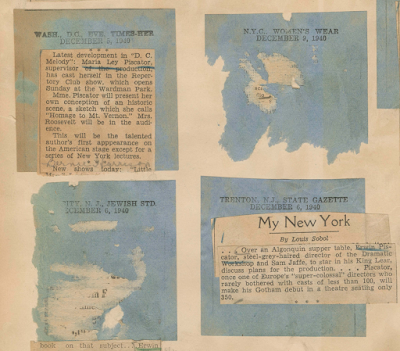 WASH. D.C. EVE. TIMES-HER
DECEMBER 6, 1940
Latest development in "D. C.
Melody": Maria Ley Piscator,
supervisor of the production,
has cast herself in the Reper-
tory Club show, which opens
Sunday at the Wardman Park.
Mme. Piscator will present her
own conception of an historic
scene, a sketch which she calls
"Homage to Mt. Vernon." Mrs.
Roosevelt will be in the audi-
ence.
This will be the talented
author's first appearance on
the American stage except for a
series of New York lectures.
New shows today: "Little
N.Y.C. WOMEN'S WEAR
DECEMBER 9, 1940
CITY, N. J. JEWISH STD.
DECEMBER 6, 1940
book on that subject...? Erwin
TRENTON, N.J. STATE GAZETTE
DECEMBER 6, 1940
My New York
By Louis Sobol
. . . Over an Algonquin supper table, Erwin Pis-
cator, steel-grey-haired director of the Dramatic
Workshop and Sam Jaffe, to star in his King Lear,
discuss plans for the production. . . . Piscator,
once one of Europe's "super-colossal" directors who
rarely bothered with casts of less than 100, will
make his Gotham debut in a theatre seating only
350.